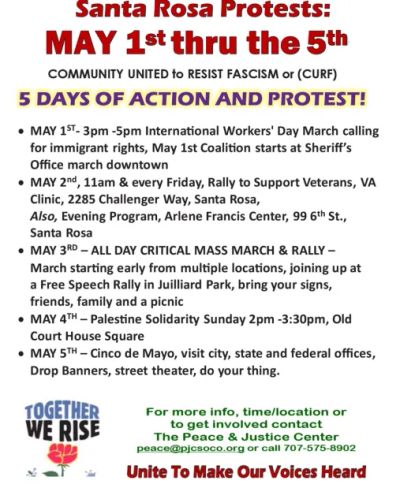 Santa Rosa Protests:
MAY 1st thru the 5th
COMMUNITY UNITED to RESIST FASCISM or (CURF)
5 DAYS OF ACTION AND PROTEST!
• MAY 1ST- 3pm -5pm International Workers' Day March calling
for immigrant rights, May 1st Coalition starts at Sheriff's
Office march downtown
• MAY 2nd, 11am & every Friday, Rally to Support Veterans, VA
Clinic, 2285 Challenger Way, Santa Rosa,
Also, Evening Program, Arlene Francis Center, 99 6th St.,
Santa Rosa
• MAY 3RD – ALL DAY CRITICAL MASS MARCH & RALLY –
March starting early from multiple locations, joining up at
a Free Speech Rally in Juilliard Park, bring your signs,
friends, family and a picnic
• MAY 4TH – Palestine Solidarity Sunday 2pm -3:30pm, Old
Court House Square
• MAY 5TH – Cinco de Mayo, visit city, state and federal offices,
Drop Banners, street theater, do your thing.
TOGETHER
WE RISE
For more info, time/location or
to get involved contact
The Peace & Justice Center
peace@pjcsoco.org or call 707-575-8902
Unite To Make Our Voices Heard